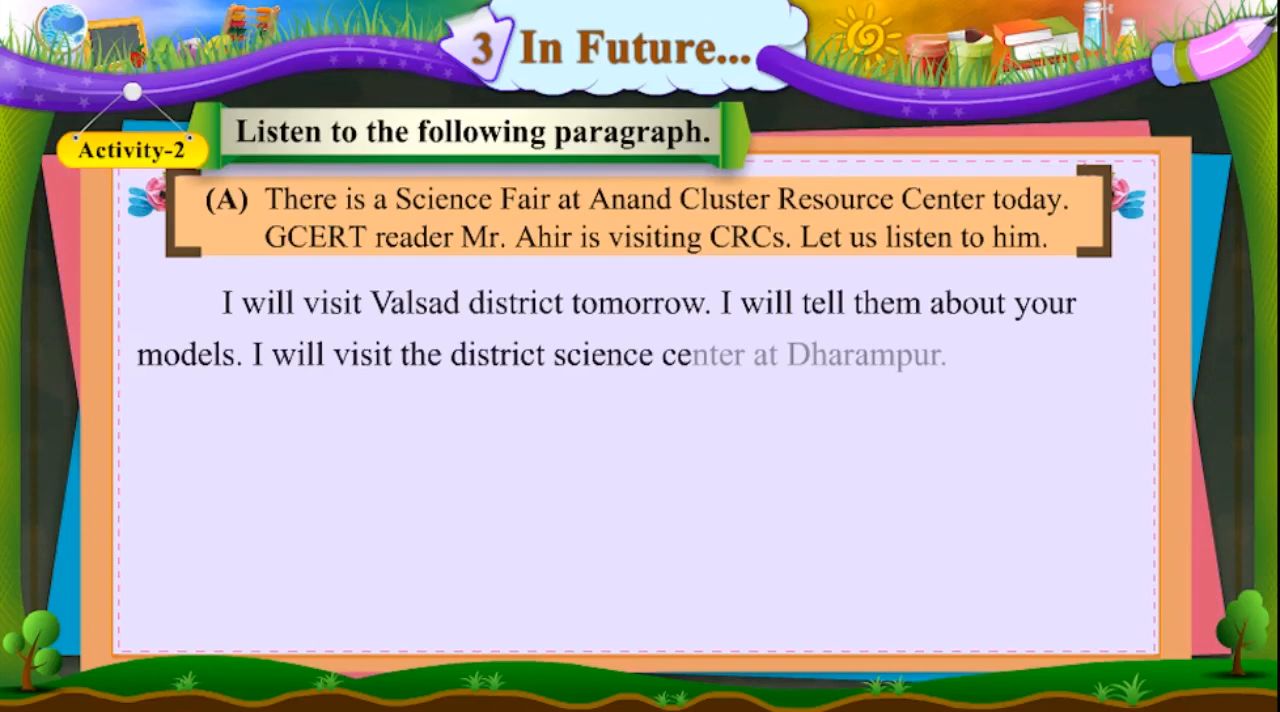 3 In Future...
Activity-2
Listen to the following paragraph.
(A) There is a Science Fair at Anand Cluster Resource Center today.
GCERT reader Mr. Ahir is visiting CRCs. Let us listen to him.
I will visit Valsad district tomorrow. I will tell them about your
models. I will visit the district science center at Dharampur.